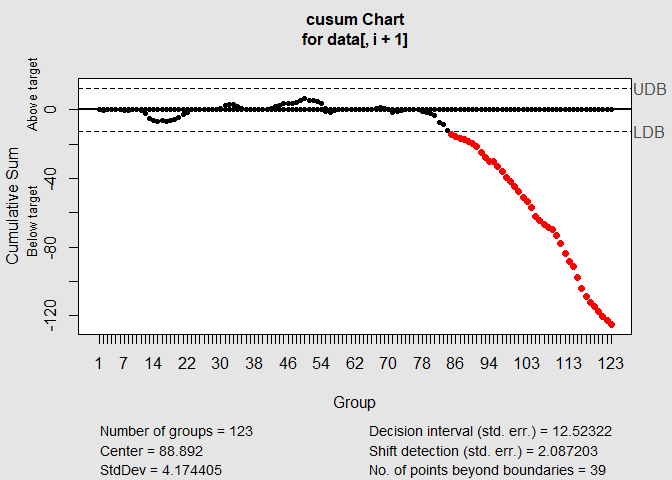 cusum Chart
for data[, i + 1]
UDB
LDB
Cumulative Sum
Above target
Below target
0
-40
-80
-120
1 7 14 22 30 38 46 54 62 70 78 86 94 103 113 123
Group
Number of groups = 123
Center = 88.892
StdDev = 4.174405
Decision interval (std. err.) = 12.52322
Shift detection (std. err.) = 2.087203
No. of points beyond boundaries = 39